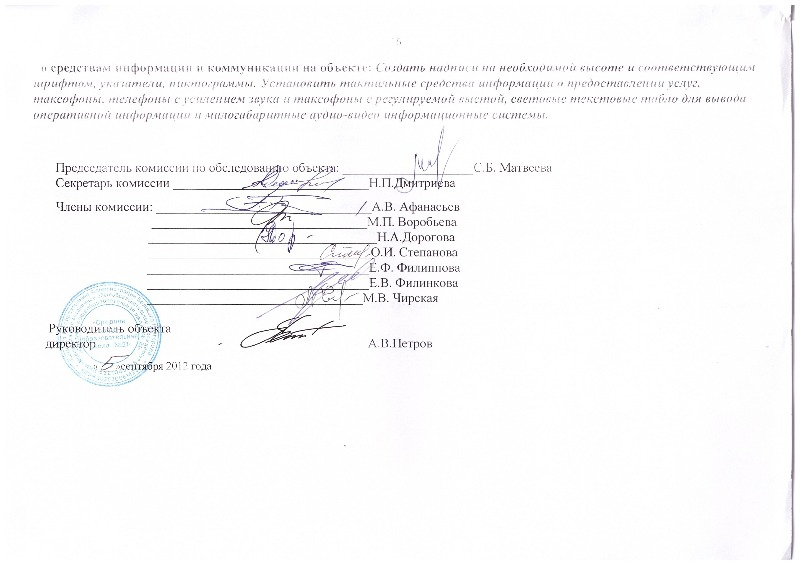 о средствам информации и коммуникации на объекте: Создать надписи на необходимой высоте и соответствующим
шрифтом, указатели, пиктограммы. Установить тактильные средства информации о предоставлении услуг,
таксофоны, телефоны с усилением звука и таксофоны с регулируемой высотой, световые текстовые табло для вывода
оперативной информации и малогабаритные аудио-видео информационные системы.
Председатель комиссии по обследованию объекта: С.Б. Матвеева
Секретарь комиссии Н.П.Дмитриева
Члены комиссии: А.В. Афанасьев
М.П. Воробьева
Н.А.Дорогова
О.И. Степанова
Е.Ф. Филиппова
Е.В. Филинкова
М.В. Чирская
Руководитель объекта
директор А.В.Петров
« 5 »сентября 2012 года